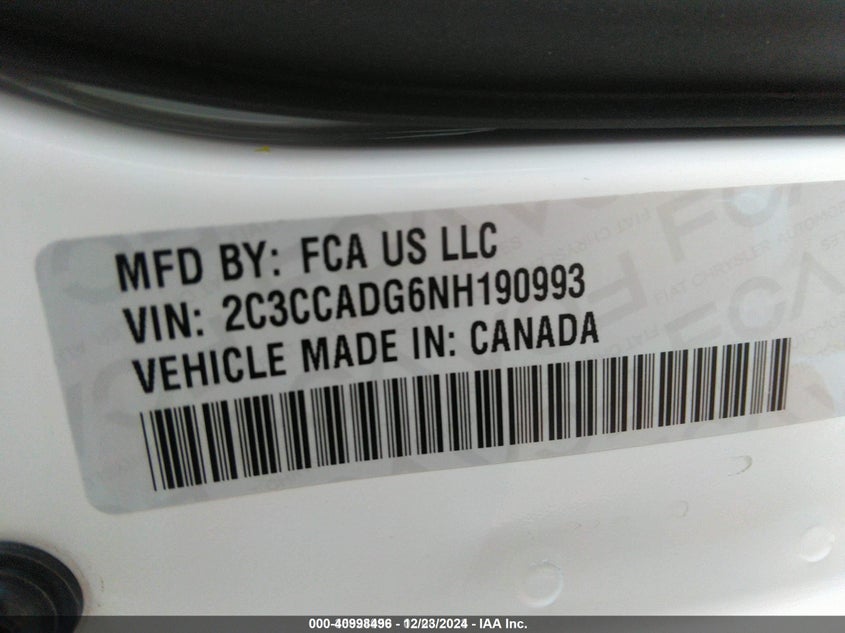 MFD BY: FCA US LLC
VIN: 2C3CCADG6NH190993
VEHICLE MADE IN: CANADA
000-40998496 - 12/23/2024 - IAA Inc.